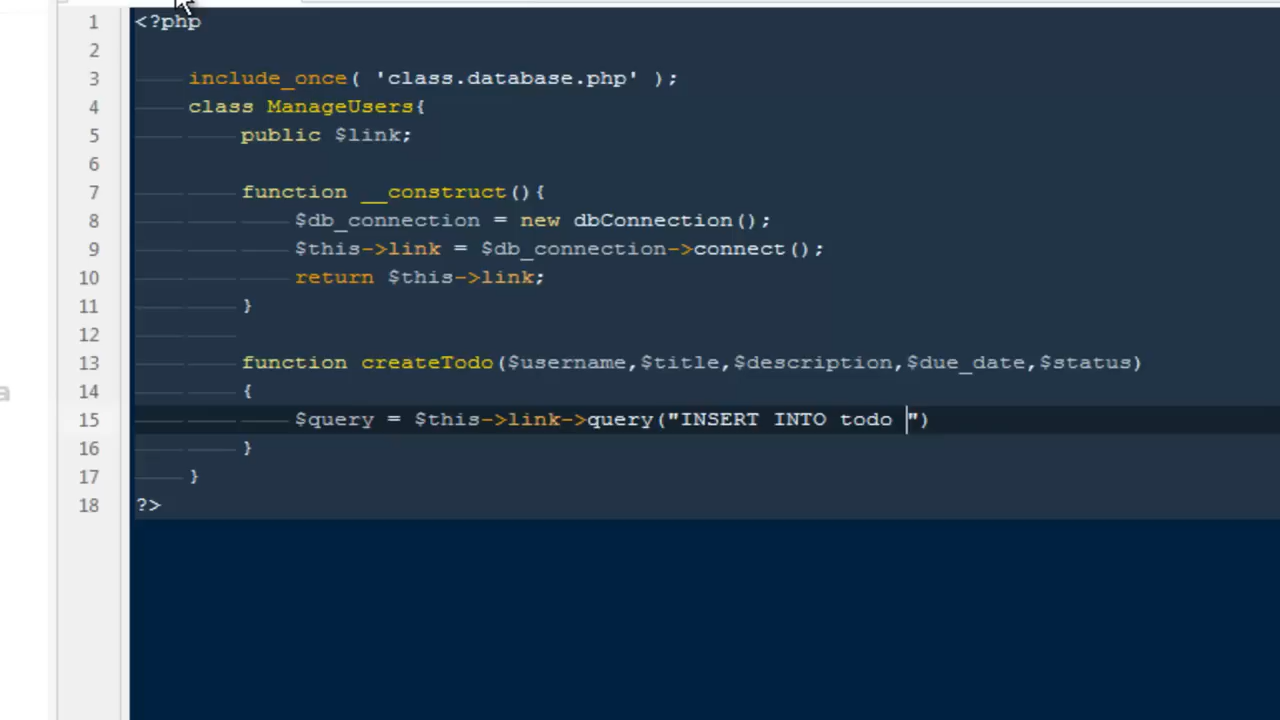 1 <?php
2
3 include_once( 'class.database.php' );
4 class ManageUsers{
5 public $link;
6
7 function __construct(){
8 $db_connection = new dbConnection();
9 $this->link = $db_connection->connect();
10 return $this->link;
11 }
12
13 function createTodo($username,$title,$description,$due_date,$status)
14 {
15 $query = $this->link->query("INSERT INTO todo ")
16 }
17 }
18 ?>
a